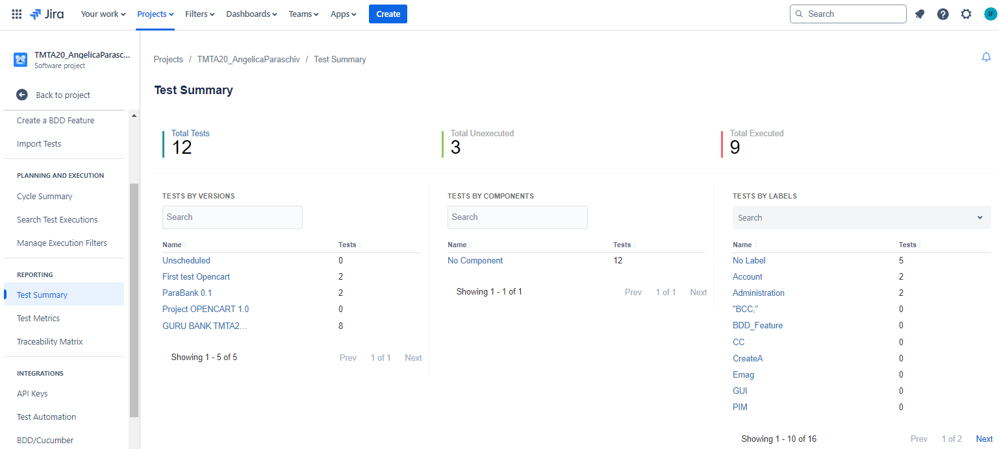 Jira Your work Projects Filters Dashboards Teams Apps Create Search IF
TMTA20_AngelicaParasc...
Software project
Back to project
Create a BDD Feature
Import Tests
PLANNING AND EXECUTION
Cycle Summary
Search Test Executions
Manage Execution Filters
REPORTING
Test Summary
Test Metrics
Traceability Matrix
INTEGRATIONS
API Keys
Test Automation
BDD/Cucumber
Projects / TMTA20_AngelicaParaschiv / Test Summary
Test Summary
Total Tests
12
Total Unexecuted
3
Total Executed
9
TESTS BY VERSIONS
Search
Name Tests
Unscheduled 0
First test Opencart 2
ParaBank 0.1 2
Project OPENCART 1.0 0
GURU BANK TMTA2... 8
Showing 1 - 5 of 5 Prev 1 of 1 Next
TESTS BY COMPONENTS
Search
Name Tests
No Component 12
Showing 1 - 1 of 1 Prev 1 of 1 Next
TESTS BY LABELS
Search
Name Tests
No Label 5
Account 2
Administration 2
"BCC," 0
BDD_Feature 0
CC 0
CreateA 0
Emag 0
GUI 0
PIM 0
Showing 1 - 10 of 16 Prev 1 of 2 Next